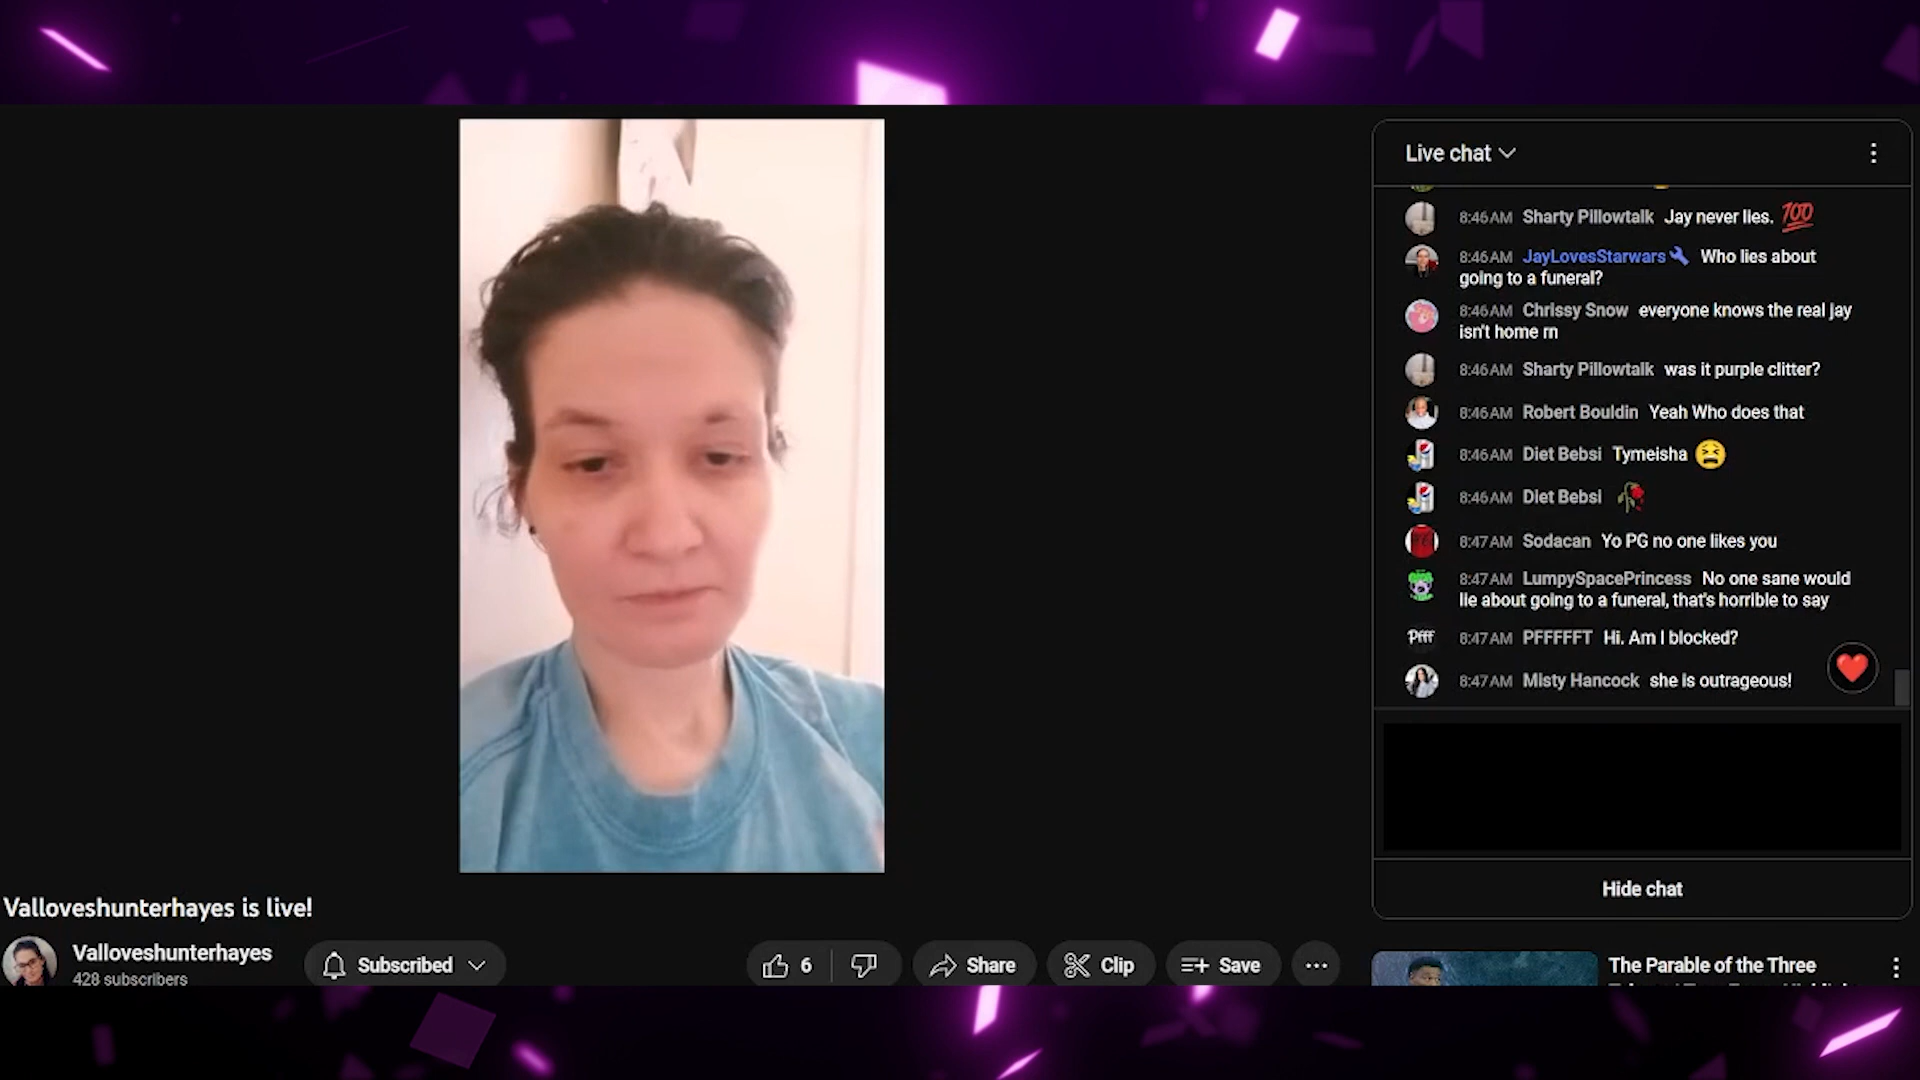 Live chat
8:46 AM Sharty Pillowtalk Jay never lies. 💯
8:46 AM JayLovesStarwars Who lies about
going to a funeral?
8:46 AM Chrissy Snow everyone knows the real jay
isn't home rn
8:46 AM Sharty Pillowtalk was it purple clitter?
8:46 AM Robert Bouldin Yeah Who does that
8:46 AM Diet Bebsi Tymeisha 😫
8:46 AM Diet Bebsi 🥀
8:47 AM Sodacan Yo PG no one likes you
8:47 AM LumpySpacePrincess No one sane would
lie about going to a funeral, that's horrible to say
Pfff 8:47 AM PFFFFFT Hi. Am I blocked?
8:47 AM Misty Hancock she is outrageous!
Hide chat
Valloveshunterhayes is live!
Valloveshunterhayes
428 subscribers
Subscribed
6
Share
Clip
Save
The Parable of the Three